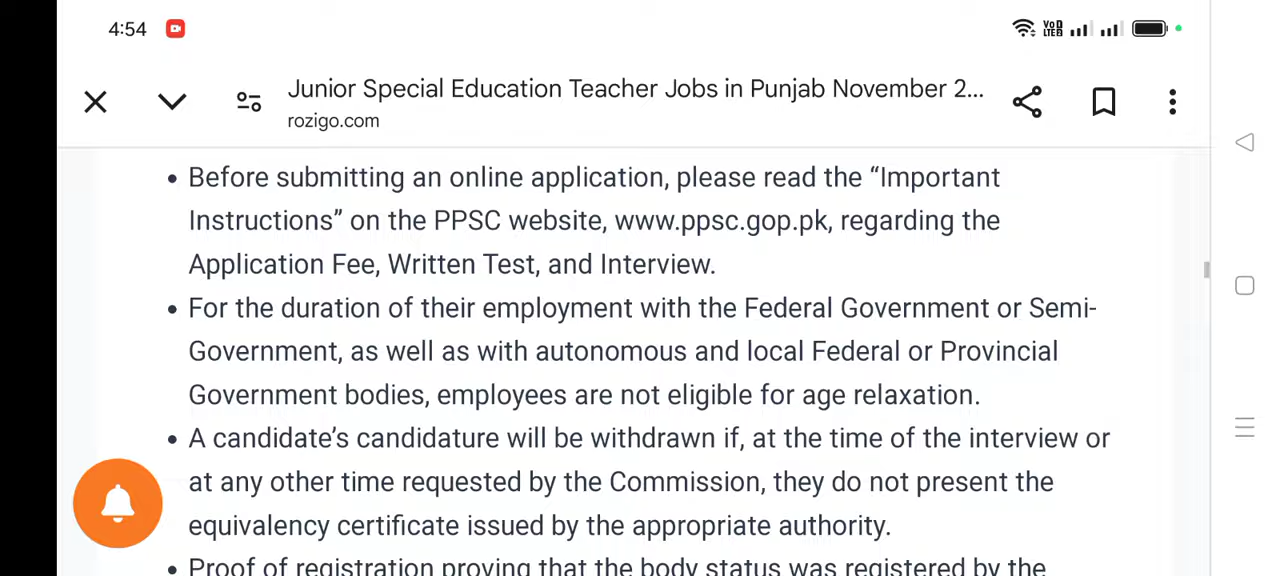 4:54
VoD LTE2
Junior Special Education Teacher Jobs in Punjab November 2...
rozigo.com
• Before submitting an online application, please read the “Important
Instructions” on the PPSC website, www.ppsc.gop.pk, regarding the
Application Fee, Written Test, and Interview.
• For the duration of their employment with the Federal Government or Semi-
Government, as well as with autonomous and local Federal or Provincial
Government bodies, employees are not eligible for age relaxation.
• A candidate’s candidature will be withdrawn if, at the time of the interview or
at any other time requested by the Commission, they do not present the
equivalency certificate issued by the appropriate authority.
• Proof of registration proving that the body status was registered by the